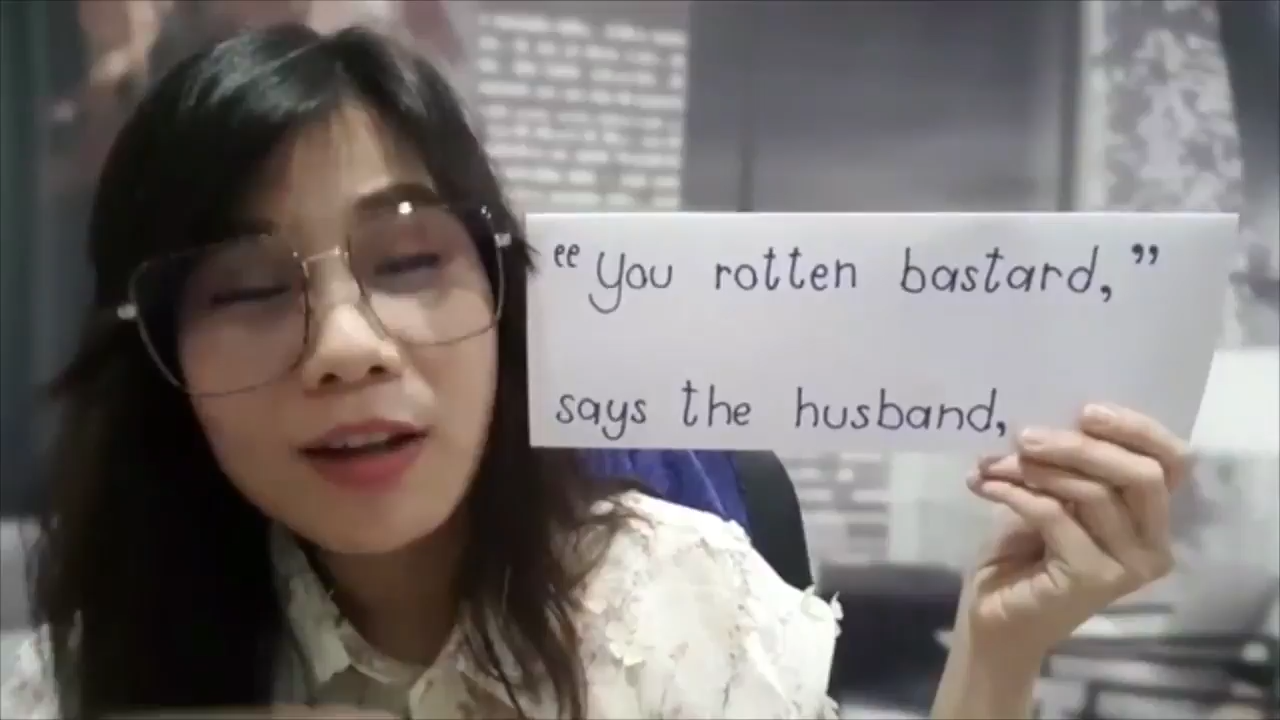 “You rotten bastard,”
says the husband,